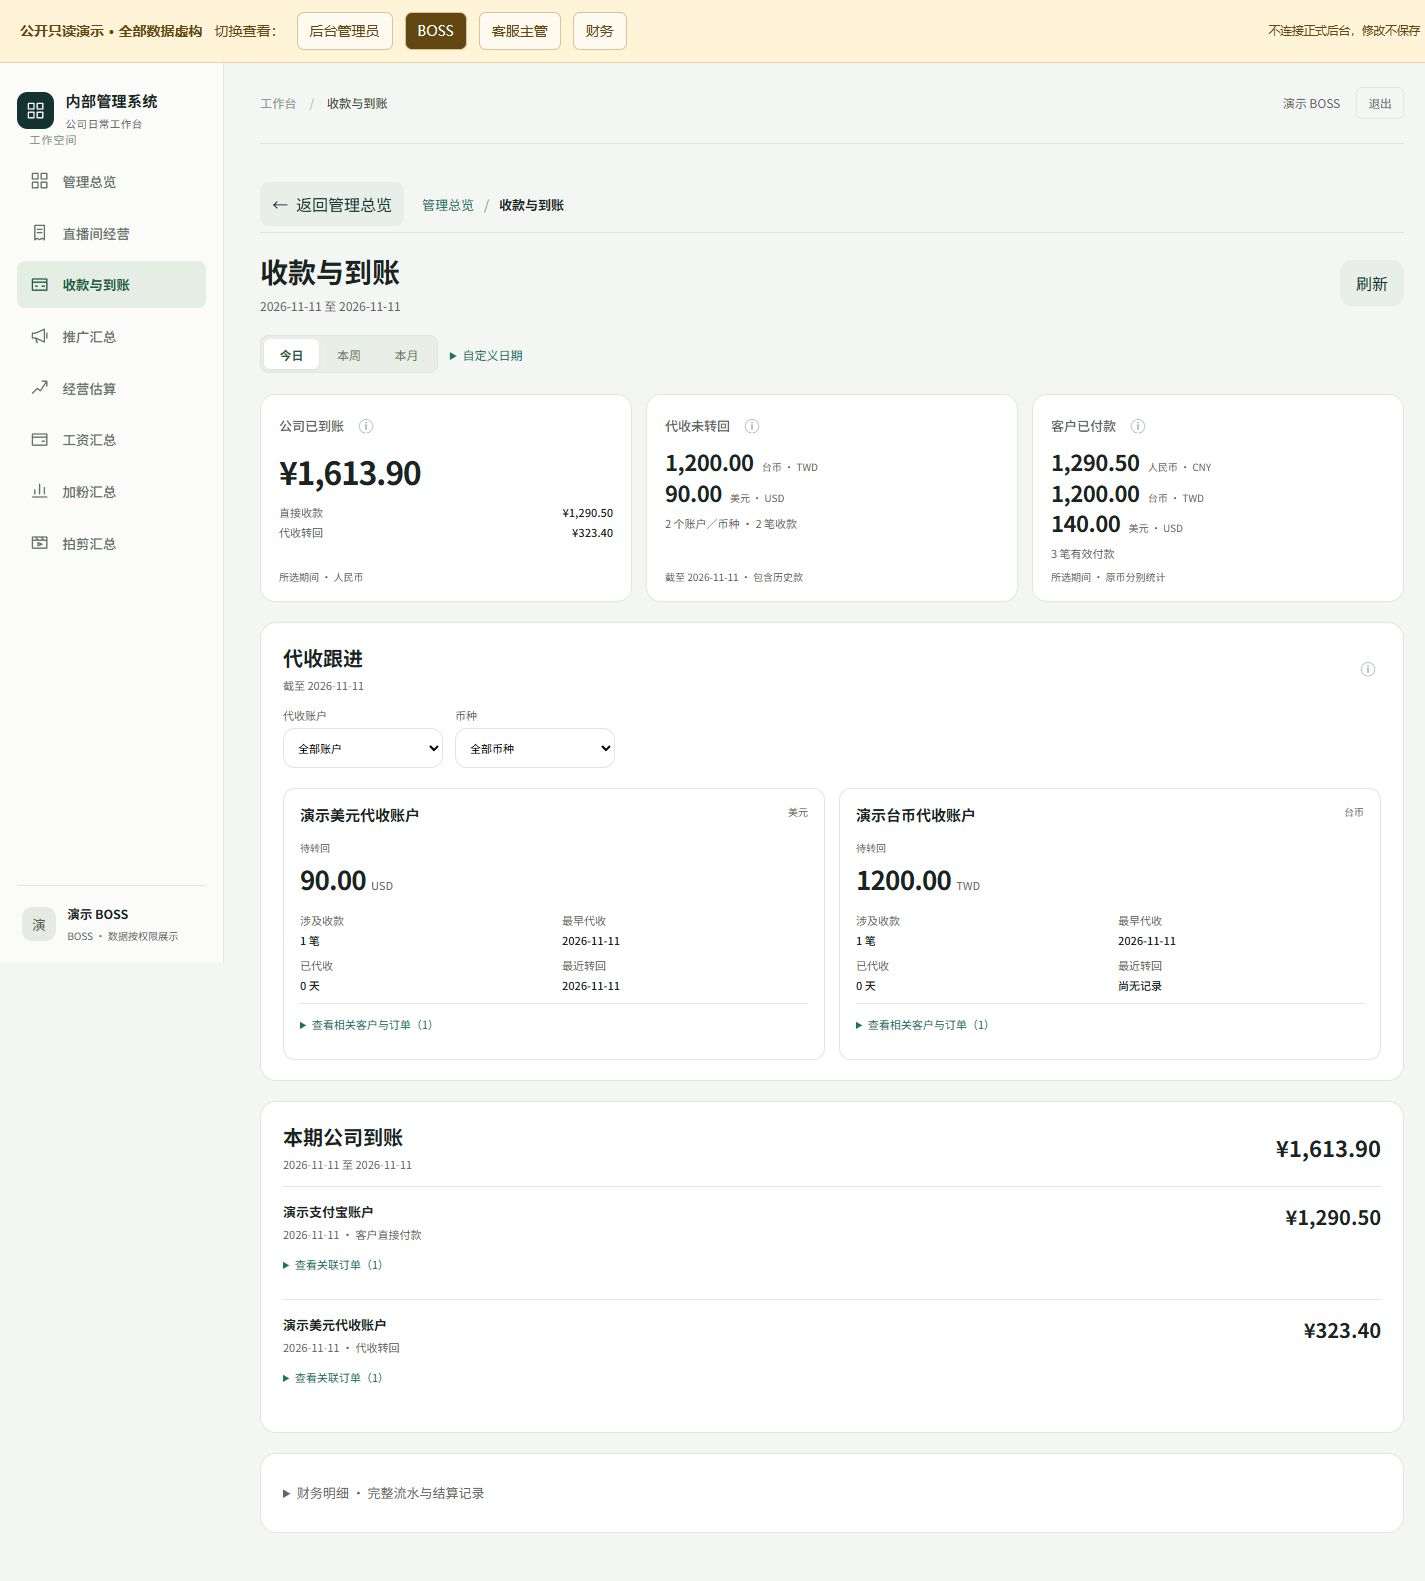 公开只读演示 • 全部数据虚构 切换查看： 后台管理员 BOSS 客服主管 财务 不连接正式后台，修改不保存
内部管理系统
公司日常工作台
工作空间
管理总览
直播间经营
收款与到账
推广汇总
经营估算
工资汇总
加粉汇总
拍剪汇总
演
演示 BOSS
BOSS · 数据按权限展示
工作台 / 收款与到账
演示 BOSS 退出
← 返回管理总览 管理总览 / 收款与到账
收款与到账
2026-11-11 至 2026-11-11
刷新
今日 本周 本月 ▶ 自定义日期
公司已到账 ⓘ
¥1,613.90
直接收款 ¥1,290.50
代收转回 ¥323.40
所选期间 · 人民币
代收未转回 ⓘ
1,200.00 台币 · TWD
90.00 美元 · USD
2 个账户／币种 · 2 笔收款
截至 2026-11-11 · 包含历史款
客户已付款 ⓘ
1,290.50 人民币 · CNY
1,200.00 台币 · TWD
140.00 美元 · USD
3 笔有效付款
所选期间 · 原币分别统计
代收跟进
截至 2026-11-11
ⓘ
代收账户 币种
全部账户 全部币种
演示美元代收账户 美元
待转回
90.00 USD
涉及收款 最早代收
1 笔 2026-11-11
已代收 最近转回
0 天 2026-11-11
▶ 查看相关客户与订单（1）
演示台币代收账户 台币
待转回
1200.00 TWD
涉及收款 最早代收
1 笔 2026-11-11
已代收 最近转回
0 天 尚无记录
▶ 查看相关客户与订单（1）
本期公司到账 ¥1,613.90
2026-11-11 至 2026-11-11
演示支付宝账户 ¥1,290.50
2026-11-11 · 客户直接付款
▶ 查看关联订单（1）
演示美元代收账户 ¥323.40
2026-11-11 · 代收转回
▶ 查看关联订单（1）
▶ 财务明细 · 完整流水与结算记录